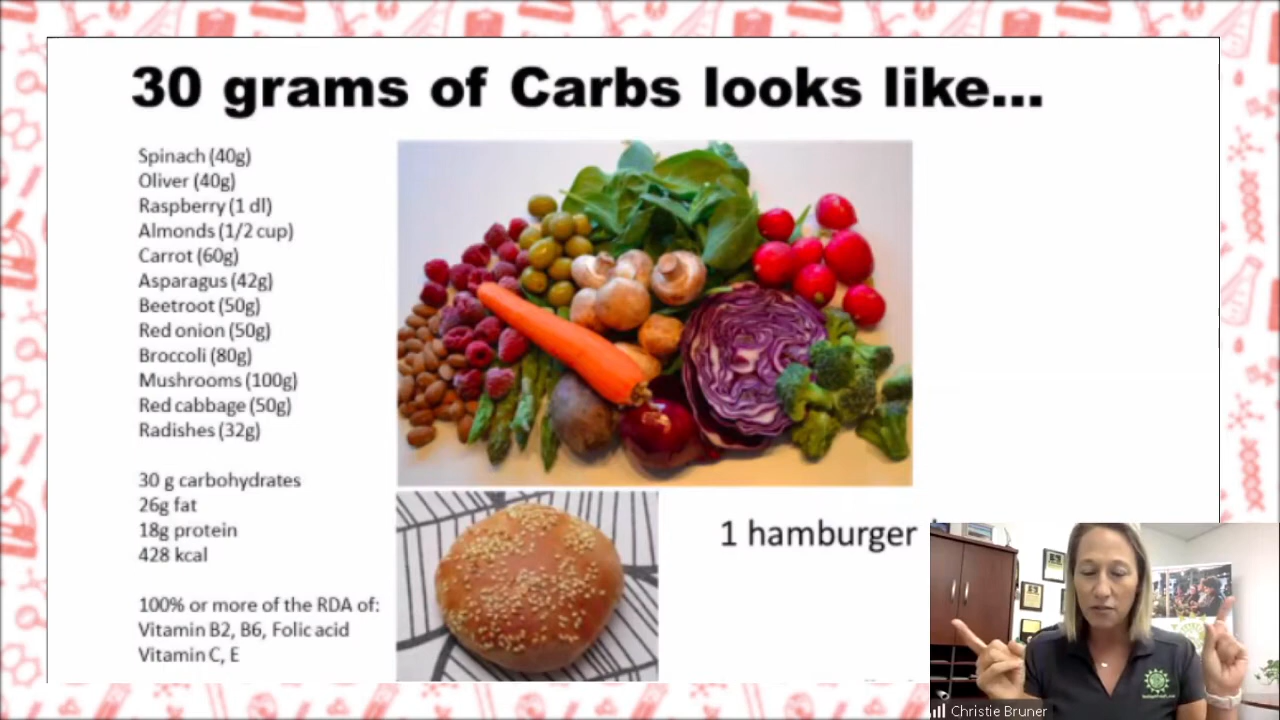 30 grams of Carbs looks like...
Spinach (40g)
Oliver (40g)
Raspberry (1 dl)
Almonds (1/2 cup)
Carrot (60g)
Asparagus (42g)
Beetroot (50g)
Red onion (50g)
Broccoli (80g)
Mushrooms (100g)
Red cabbage (50g)
Radishes (32g)
30 g carbohydrates
26g fat
18g protein
428 kcal
100% or more of the RDA of:
Vitamin B2, B6, Folic acid
Vitamin C, E
1 hamburger
Christie Bruner